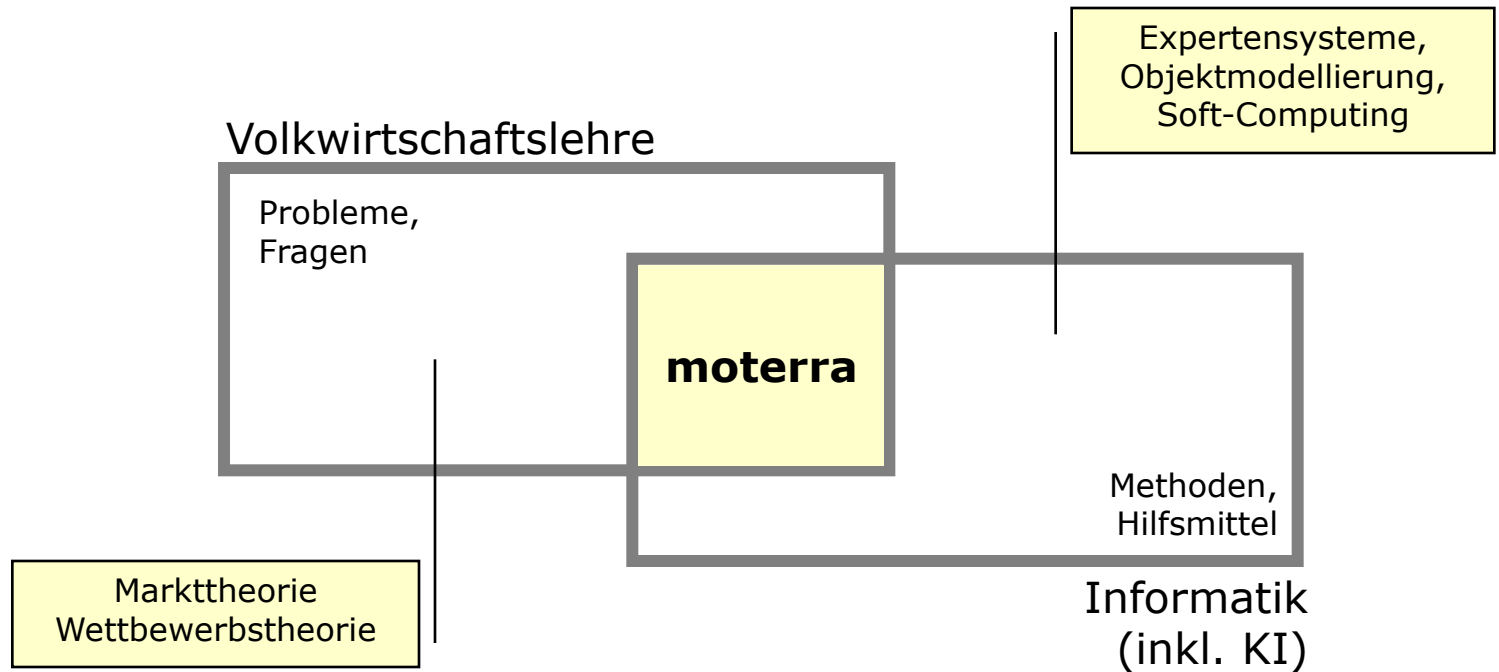 Expertensysteme,
Objektmodellierung,
Soft-Computing
Volkwirtschaftslehre
Probleme,
Fragen
moterra
Methoden,
Hilfsmittel
Markttheorie
Wettbewerbstheorie
Informatik
(inkl. KI)